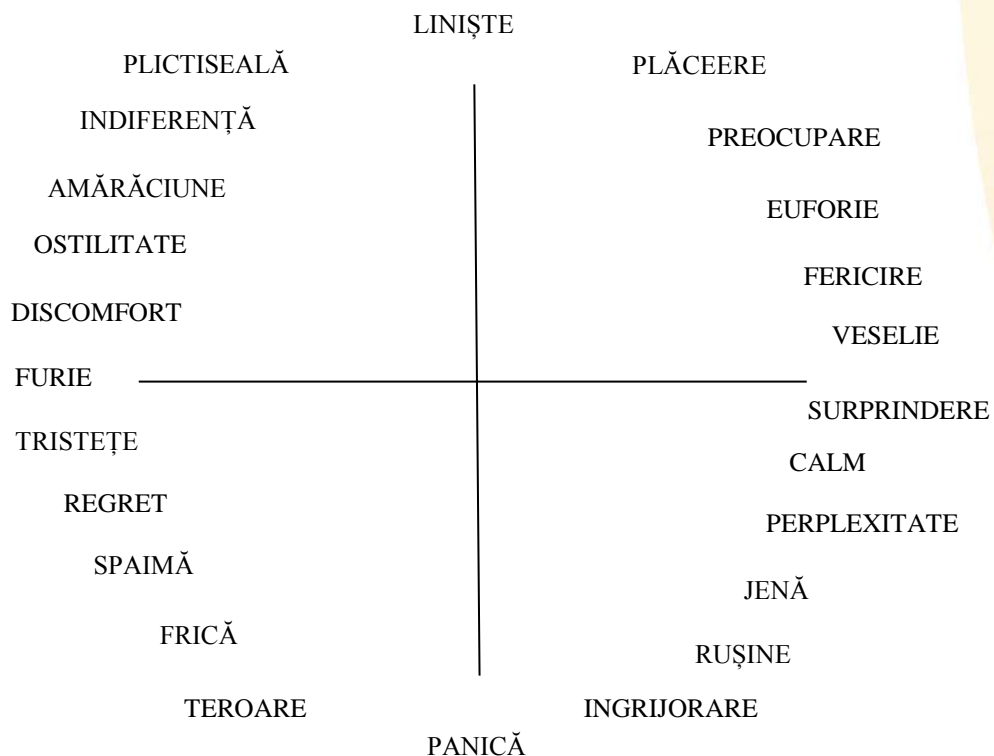 LINIȘTE
PLICTISEALĂ
PLĂCEERE
INDIFERENȚĂ
PREOCUPARE
AMĂRĂCIUNE
EUFORIE
OSTILITATE
FERICIRE
DISCOMFORT
VESELIE
FURIE
SURPRINDERE
TRISTEȚE
CALM
REGRET
PERPLEXITATE
SPAIMĂ
JENĂ
FRICĂ
RUȘINE
TEROARE
INGRIJORARE
PANICĂ